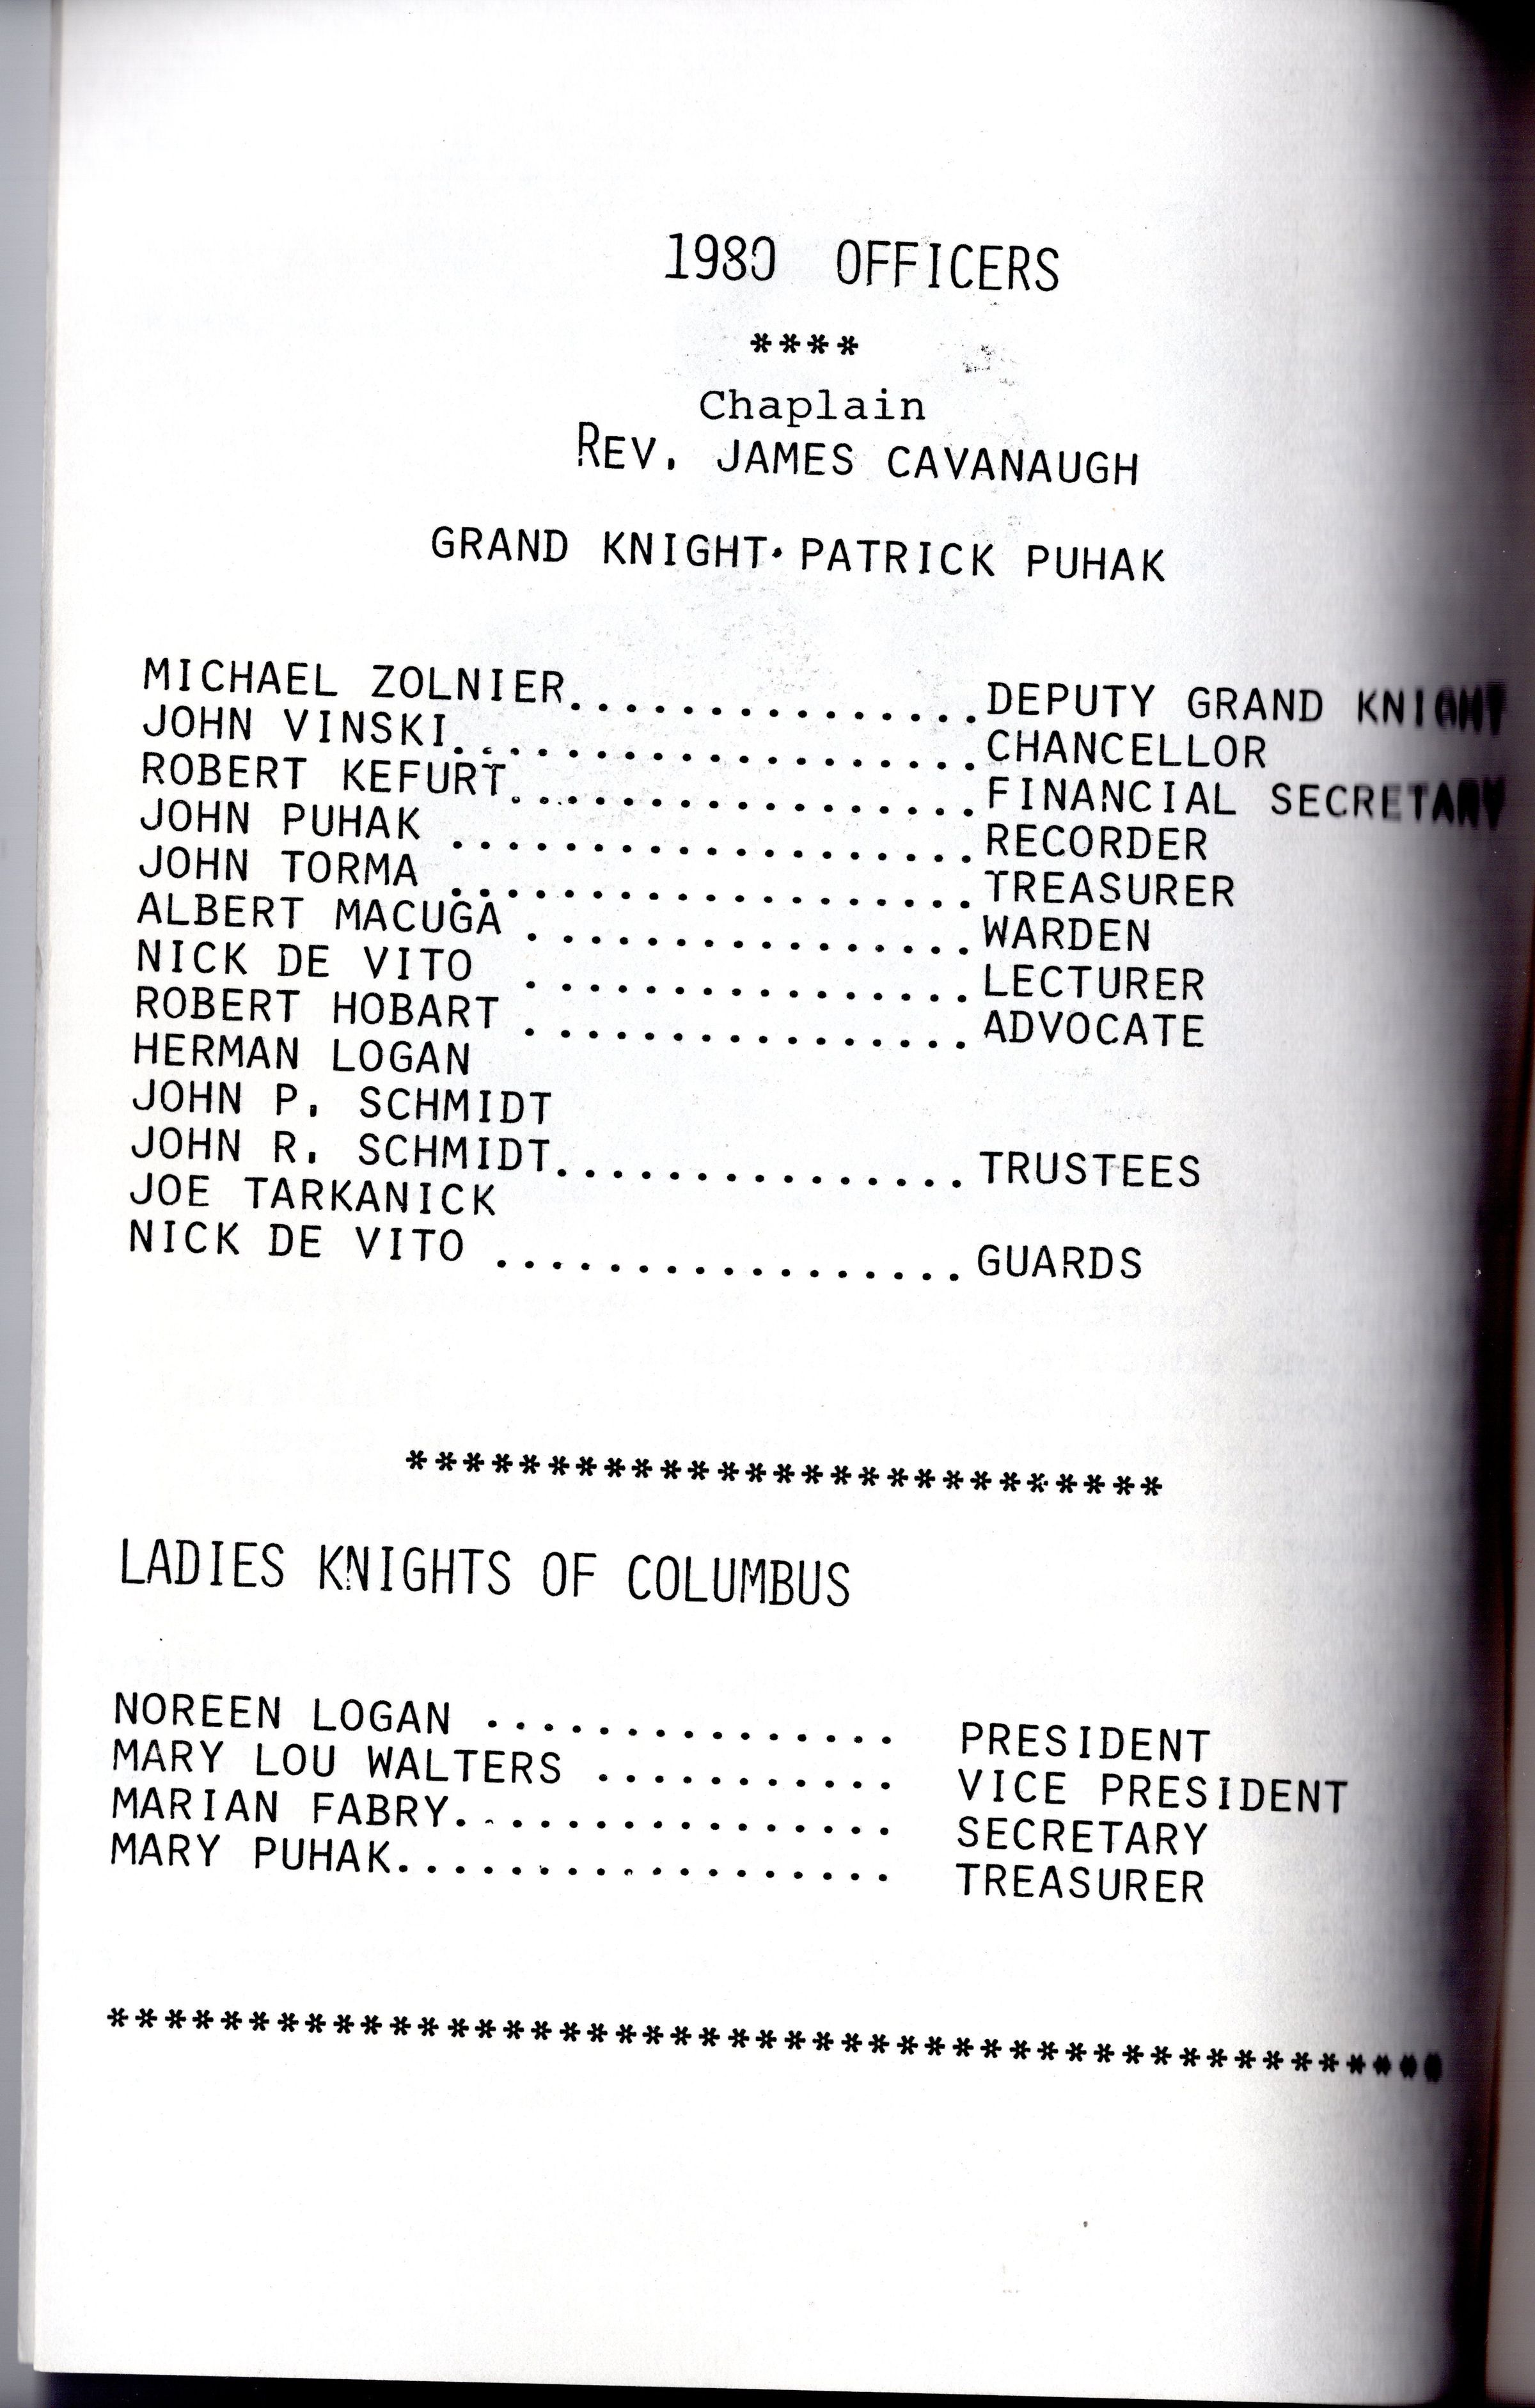 1980 OFFICERS
****
Chaplain
REV. JAMES CAVANAUGH
GRAND KNIGHT· PATRICK PUHAK
MICHAEL ZOLNIER...............DEPUTY GRAND KNIGHT
JOHN VINSKI...................CHANCELLOR
ROBERT KEFURT.................FINANCIAL SECRETARY
JOHN PUHAK ...................RECORDER
JOHN TORMA ...................TREASURER
ALBERT MACUGA ................WARDEN
NICK DE VITO ................LECTURER
ROBERT HOBART ................ADVOCATE
HERMAN LOGAN
JOHN P. SCHMIDT
JOHN R. SCHMIDT...............TRUSTEES
JOE TARKANICK
NICK DE VITO .................GUARDS
***************************
LADIES KNIGHTS OF COLUMBUS
NOREEN LOGAN ............... PRESIDENT
MARY LOU WALTERS ........... VICE PRESIDENT
MARIAN FABRY................ SECRETARY
MARY PUHAK.................. TREASURER
************************************************